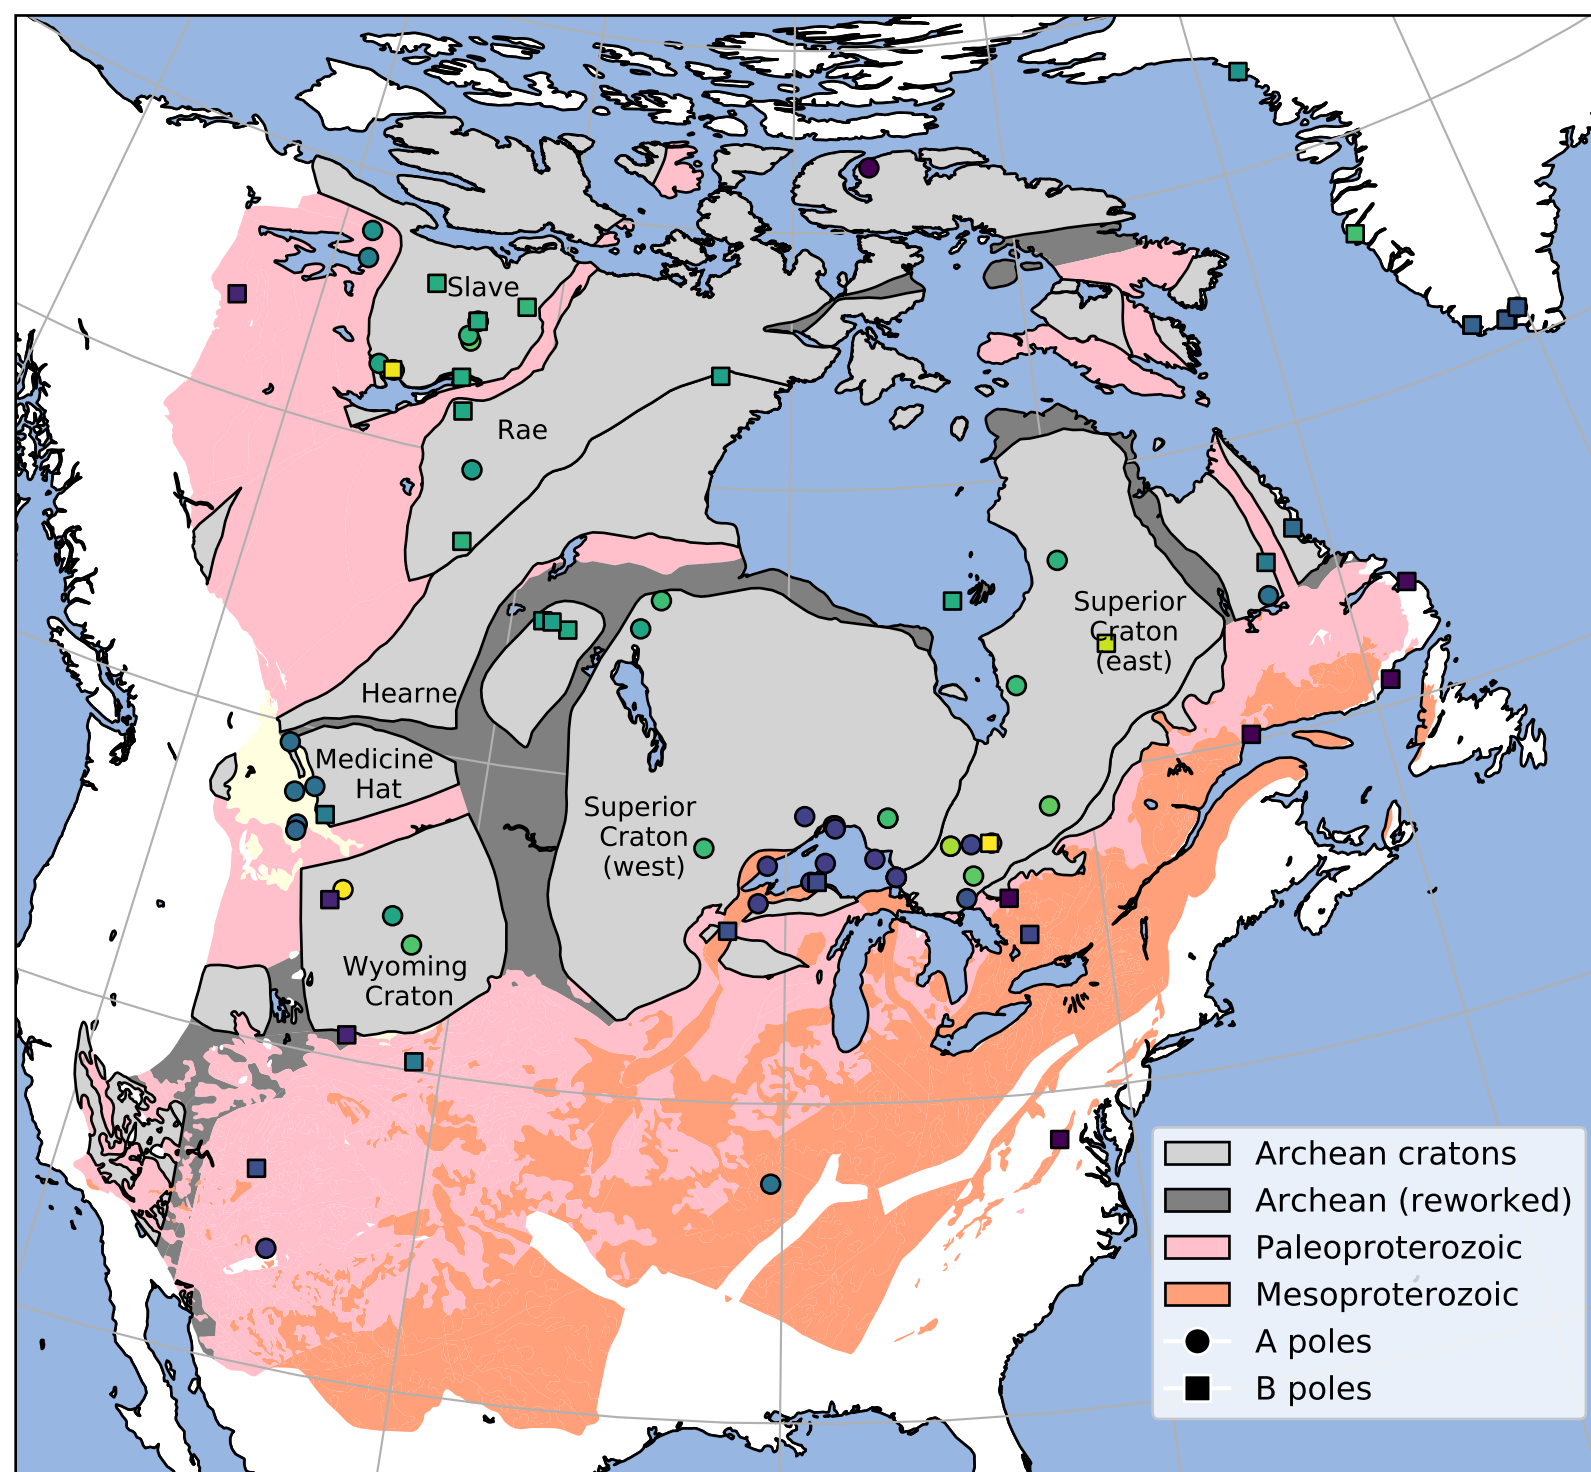 Slave
Rae
Superior
Craton
(east)
Hearne
Medicine
Hat
Superior
Craton
(west)
Wyoming
Craton
Archean cratons
Archean (reworked)
Paleoproterozoic
Mesoproterozoic
A poles
B poles